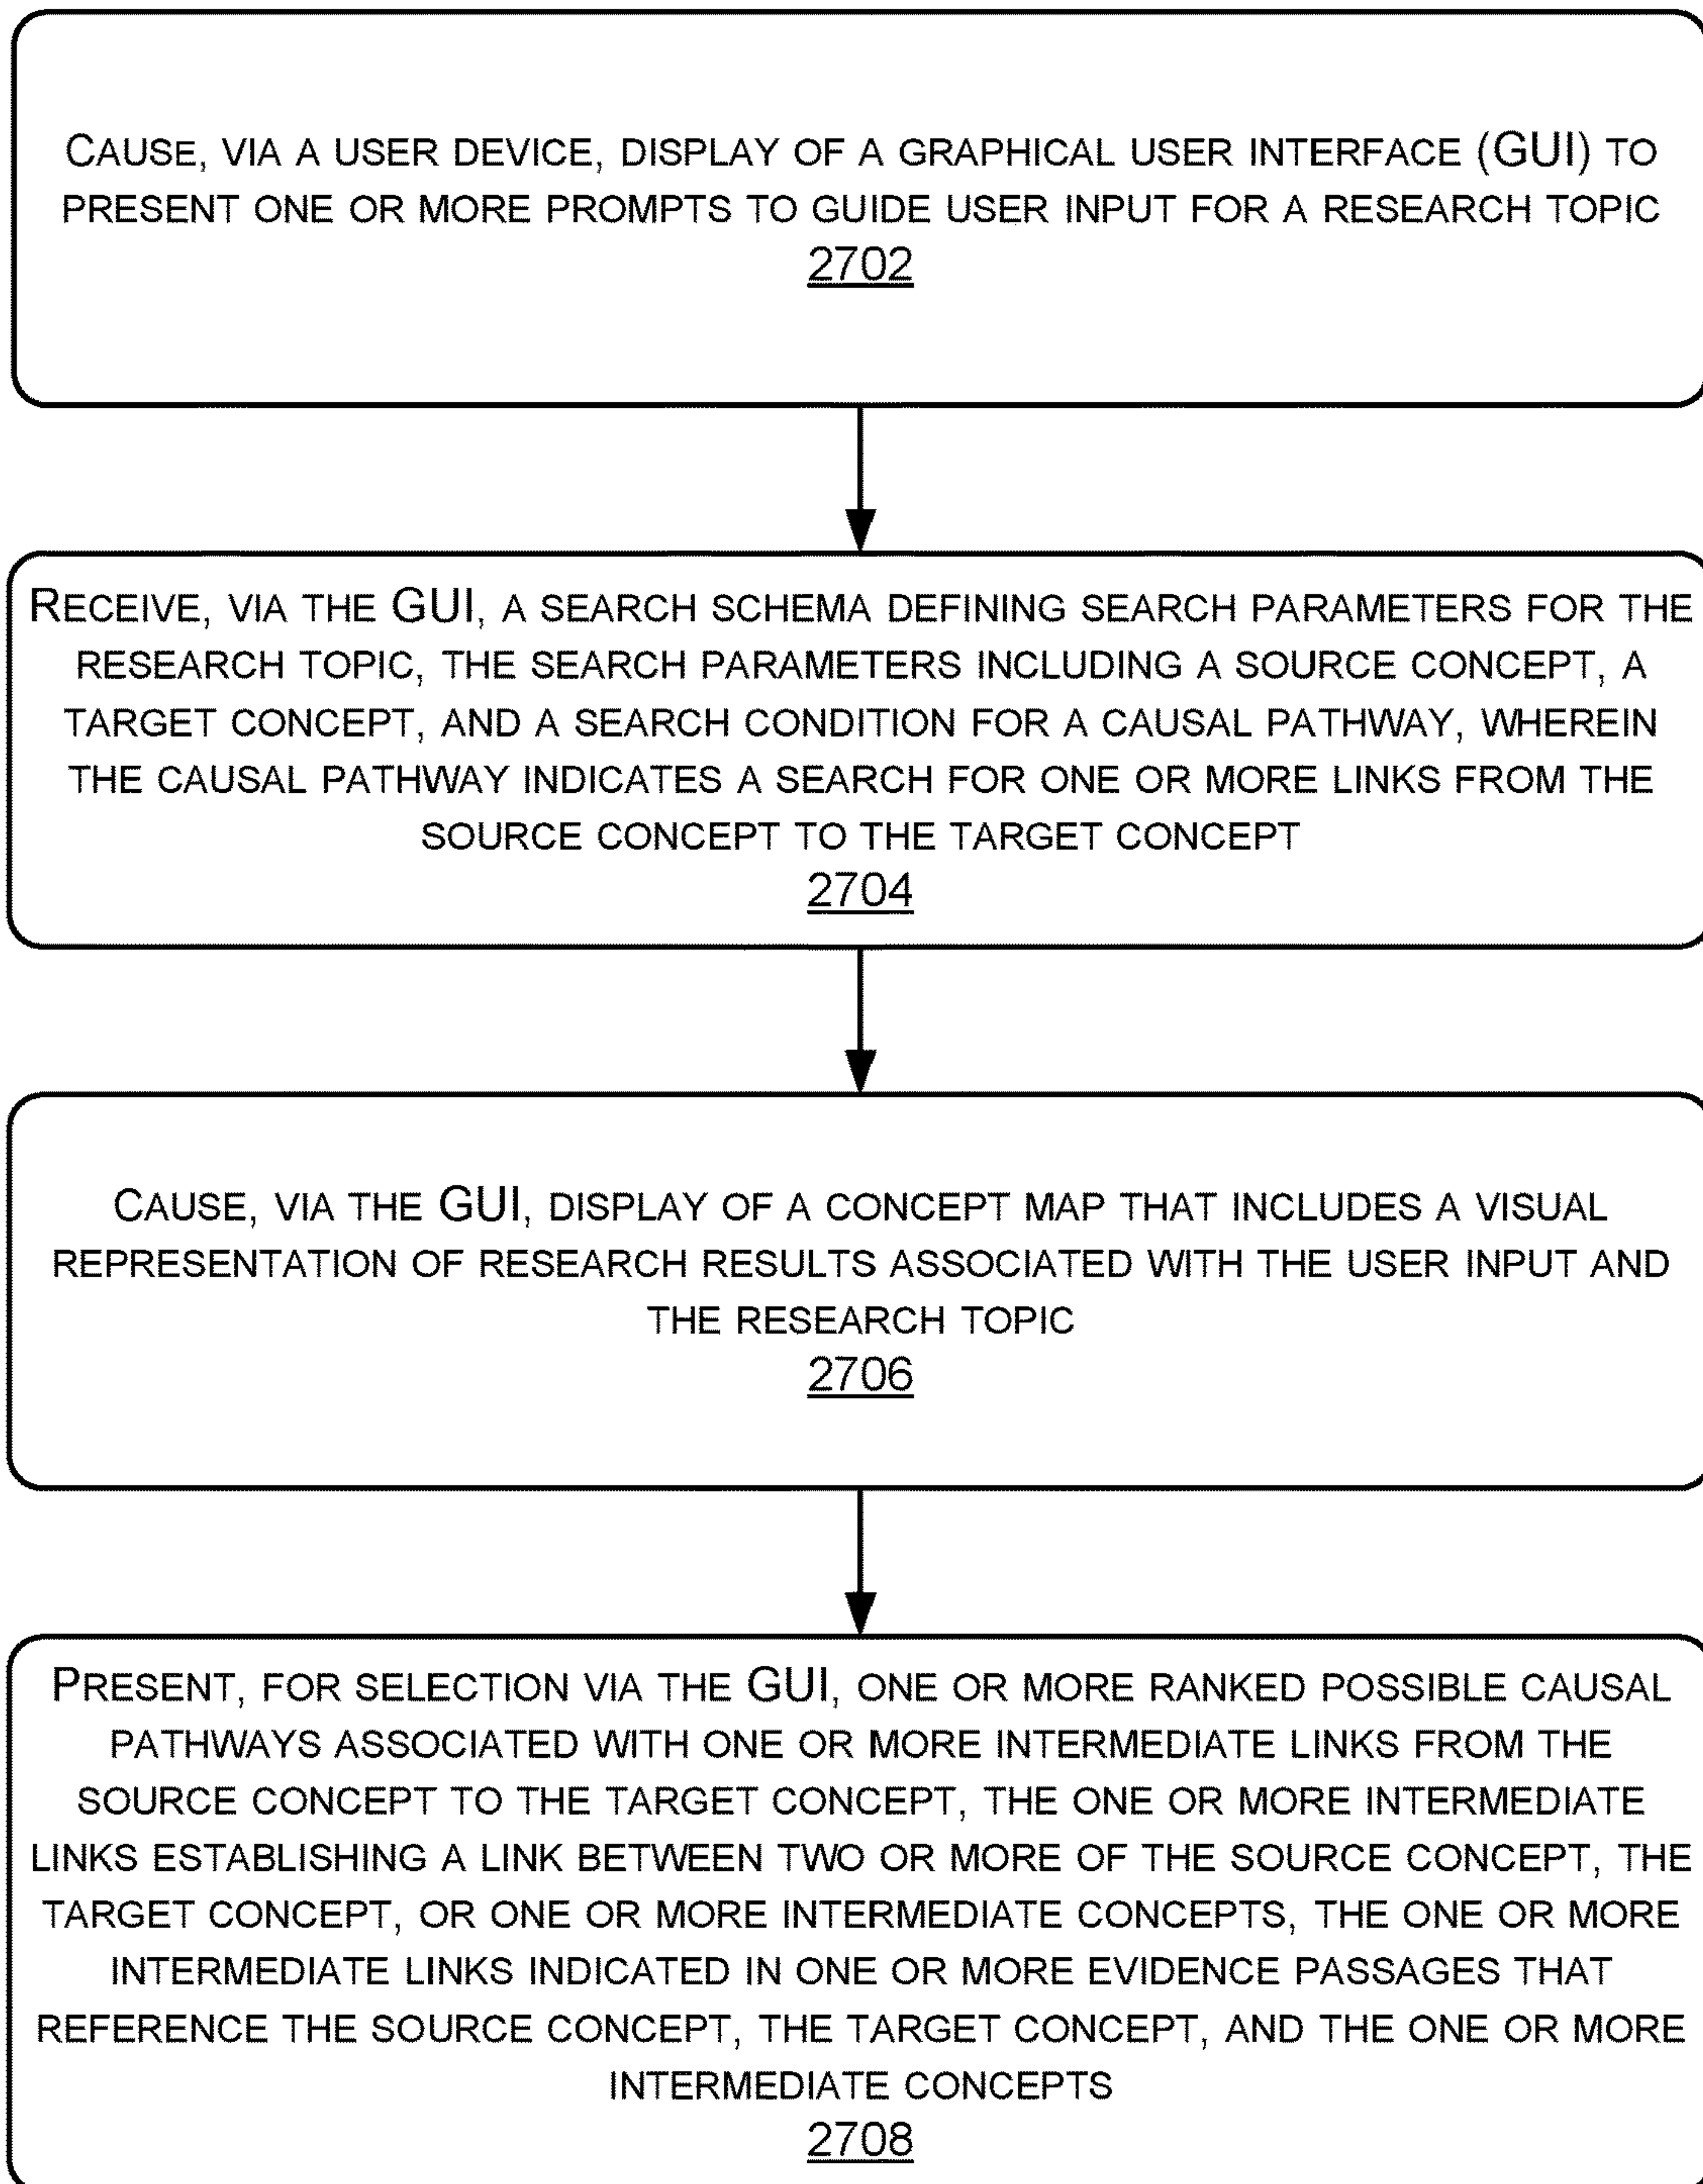 CAUSE, VIA A USER DEVICE, DISPLAY OF A GRAPHICAL USER INTERFACE (GUI) TO
PRESENT ONE OR MORE PROMPTS TO GUIDE USER INPUT FOR A RESEARCH TOPIC
2702
RECEIVE, VIA THE GUI, A SEARCH SCHEMA DEFINING SEARCH PARAMETERS FOR THE
RESEARCH TOPIC, THE SEARCH PARAMETERS INCLUDING A SOURCE CONCEPT, A
TARGET CONCEPT, AND A SEARCH CONDITION FOR A CAUSAL PATHWAY, WHEREIN
THE CAUSAL PATHWAY INDICATES A SEARCH FOR ONE OR MORE LINKS FROM THE
SOURCE CONCEPT TO THE TARGET CONCEPT
2704
CAUSE, VIA THE GUI, DISPLAY OF A CONCEPT MAP THAT INCLUDES A VISUAL
REPRESENTATION OF RESEARCH RESULTS ASSOCIATED WITH THE USER INPUT AND
THE RESEARCH TOPIC
2706
PRESENT, FOR SELECTION VIA THE GUI, ONE OR MORE RANKED POSSIBLE CAUSAL
PATHWAYS ASSOCIATED WITH ONE OR MORE INTERMEDIATE LINKS FROM THE
SOURCE CONCEPT TO THE TARGET CONCEPT, THE ONE OR MORE INTERMEDIATE
LINKS ESTABLISHING A LINK BETWEEN TWO OR MORE OF THE SOURCE CONCEPT, THE
TARGET CONCEPT, OR ONE OR MORE INTERMEDIATE CONCEPTS, THE ONE OR MORE
INTERMEDIATE LINKS INDICATED IN ONE OR MORE EVIDENCE PASSAGES THAT
REFERENCE THE SOURCE CONCEPT, THE TARGET CONCEPT, AND THE ONE OR MORE
INTERMEDIATE CONCEPTS
2708